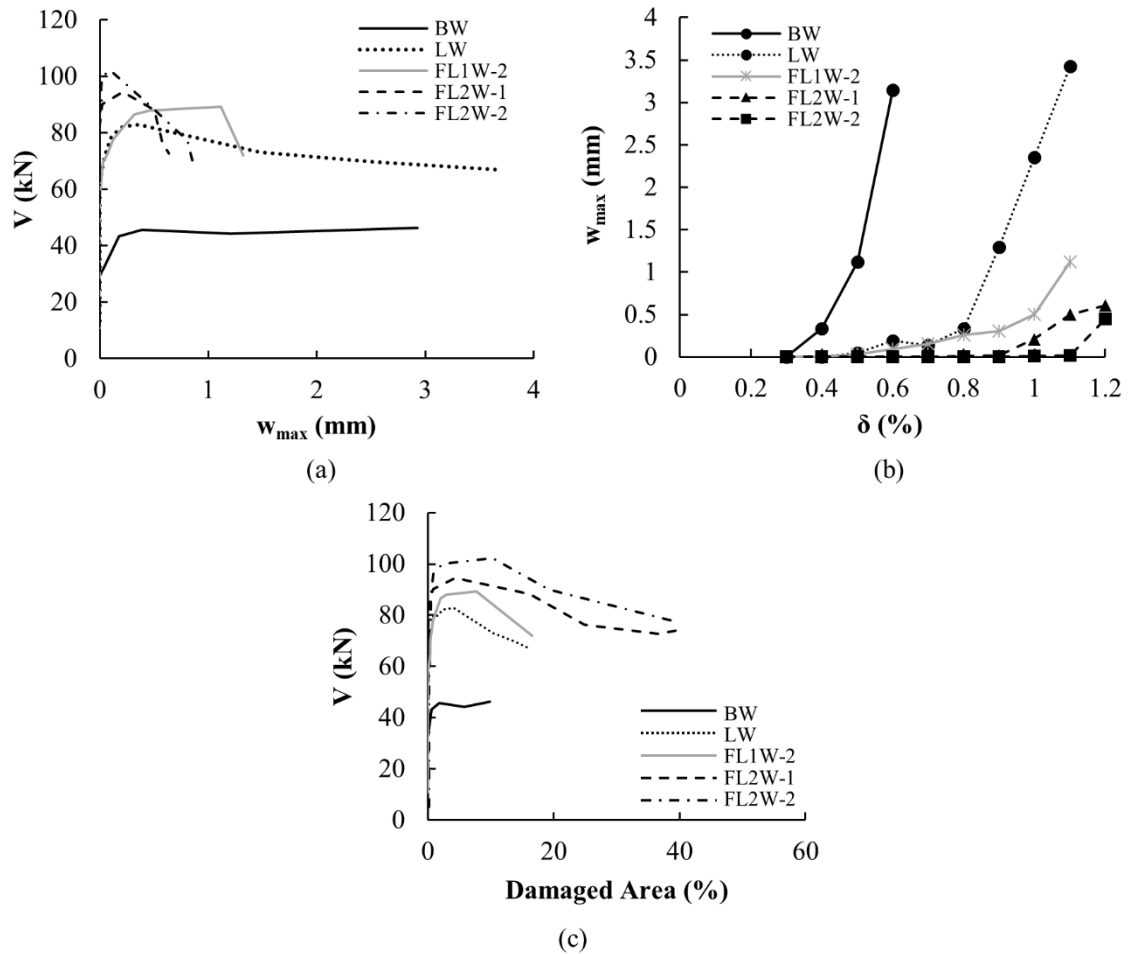 120
100
80
60
40
20
0
V (kN)
0 1 2 3 4
w_max (mm)
BW
LW
FL1W-2
FL2W-1
FL2W-2
(a)
BW
LW
FL1W-2
FL2W-1
FL2W-2
4
3.5
3
2.5
2
1.5
1
0.5
0
w_max (mm)
0 0.2 0.4 0.6 0.8 1 1.2
δ (%)
(b)
120
100
80
60
40
20
0
V (kN)
BW
LW
FL1W-2
FL2W-1
FL2W-2
0 20 40 60
Damaged Area (%)
(c)